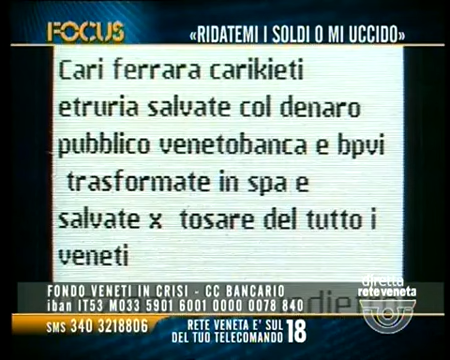 FOCUS
«RIDATEMI I SOLDI O MI UCCIDO»
Cari ferrara carikieti
etruria salvate col denaro
pubblico venetobanca e bpvi
trasformate in spa e
salvate x tosare del tutto i
veneti
diretta
reteveneta
FONDO VENETI IN CRISI - CC BANCARIO
iban IT53 M033 5901 6001 0000 0078 840
SMS 340 3218806
RETE VENETA E' SUL
DEL TUO TELECOMANDO
18